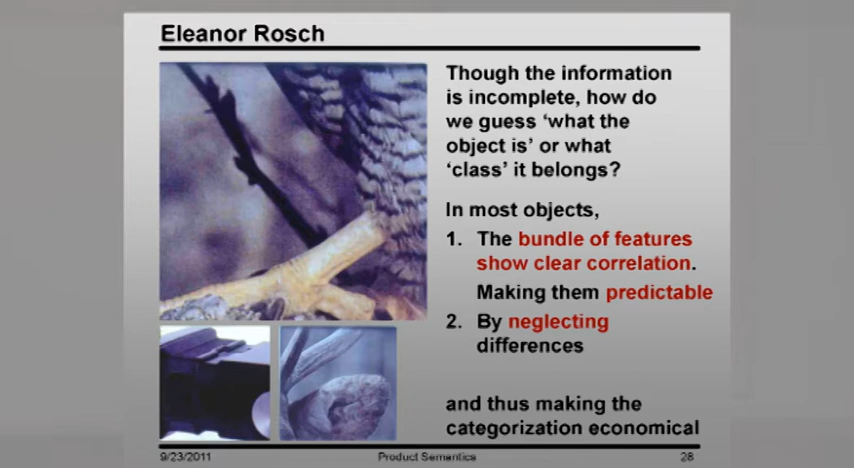 Eleanor Rosch
Though the information
is incomplete, how do
we guess ‘what the
object is’ or what
‘class’ it belongs?
In most objects,
1. The bundle of features
show clear correlation.
Making them predictable
2. By neglecting
differences
and thus making the
categorization economical
9/23/2011 Product Semantics 28